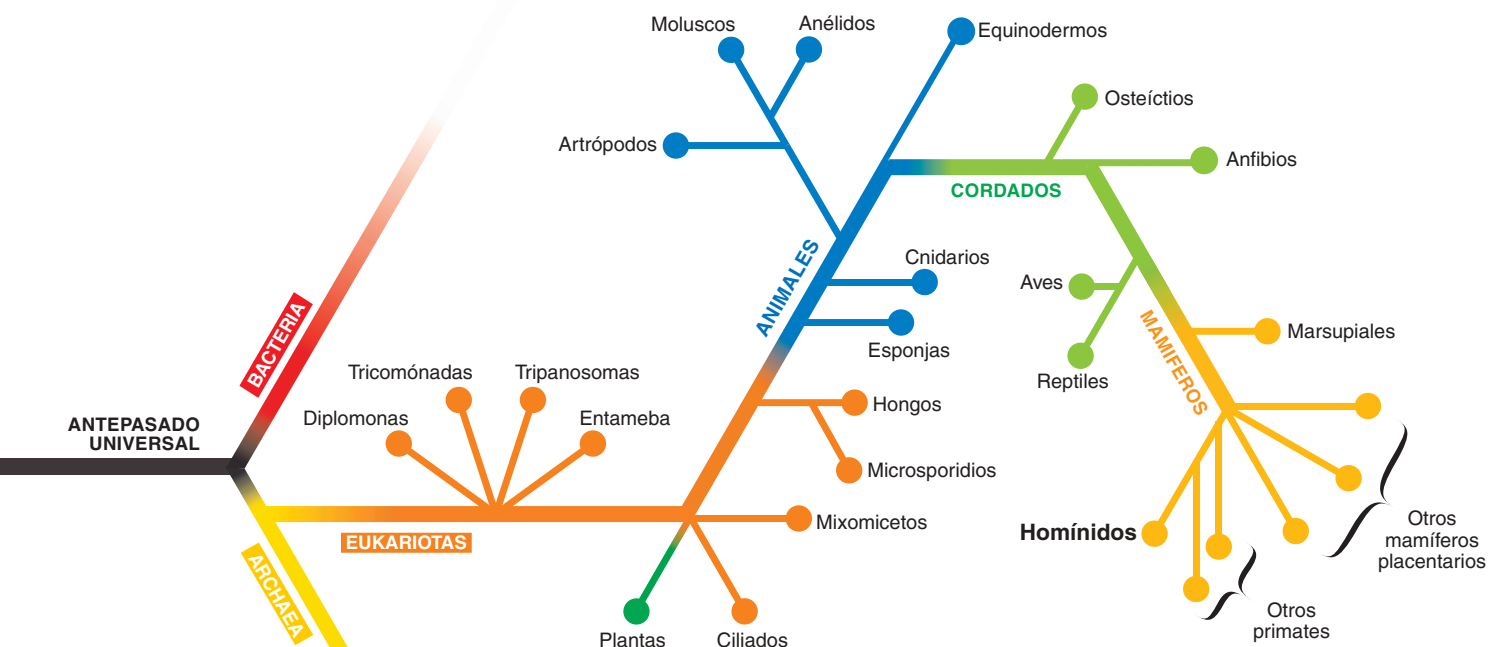 Moluscos
Anélidos
Equinodermos
Osteíctios
Artrópodos
Anfibios
CORDADOS
ANIMALES
Cnidarios
Aves
Esponjas
MAMIFEROS
Marsupiales
BACTERIA
Tricomónadas
Tripanosomas
Reptiles
Diplomonas
Entameba
Hongos
ANTEPASADO
UNIVERSAL
Microsporidios
Mixomicetos
EUKARIOTAS
Homínidos
Otros
mamíferos
placentarios
ARCHAEA
Plantas
Ciliados
Otros
primates